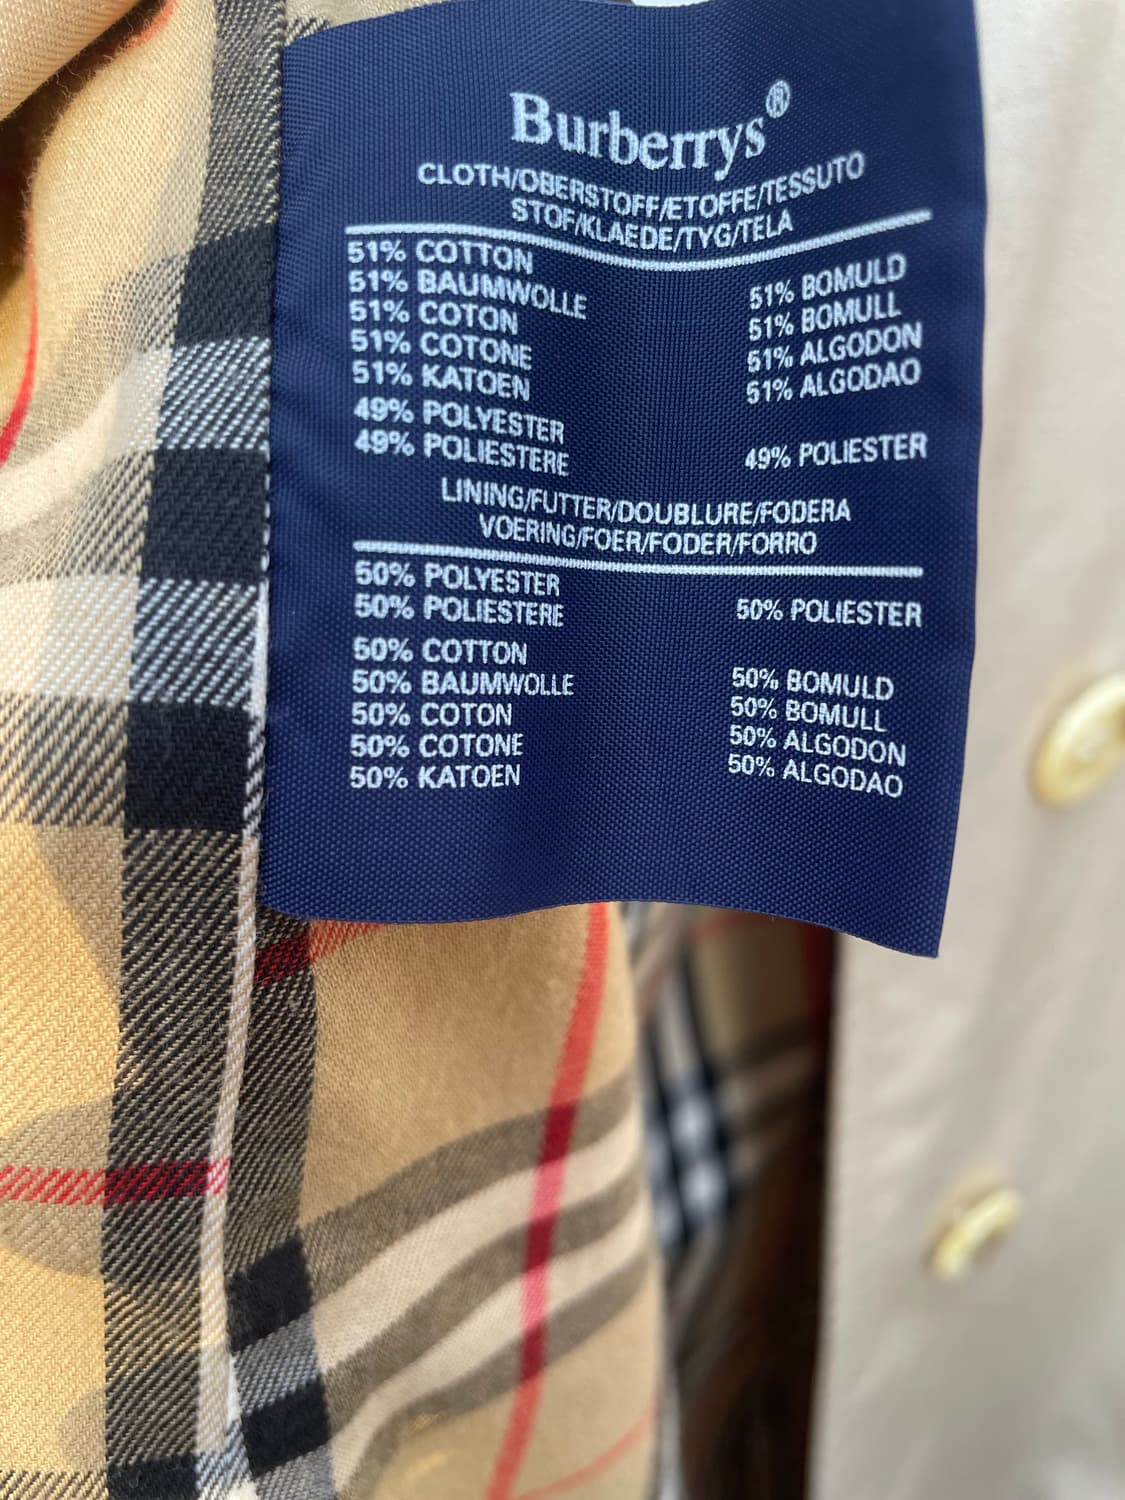 Burberrys®
CLOTH/OBERSTOFF/ETOFFE/TESSUTO
STOF/KLAEDE/TYG/TELA
51% COTTON
51% BAUMWOLLE
51% COTON
51% COTONE
51% KATOEN
49% POLYESTER
49% POLIESTERE
51% BOMULD
51% BOMULL
51% ALGODON
51% ALGODAO
49% POLIESTER
LINING/FUTTER/DOUBLURE/FODERA
VOERING/FOER/FODER/FORRO
50% POLYESTER
50% POLIESTERE
50% COTTON
50% BAUMWOLLE
50% COTON
50% COTONE
50% KATOEN
50% POLIESTER
50% BOMULD
50% BOMULL
50% ALGODON
50% ALGODAO